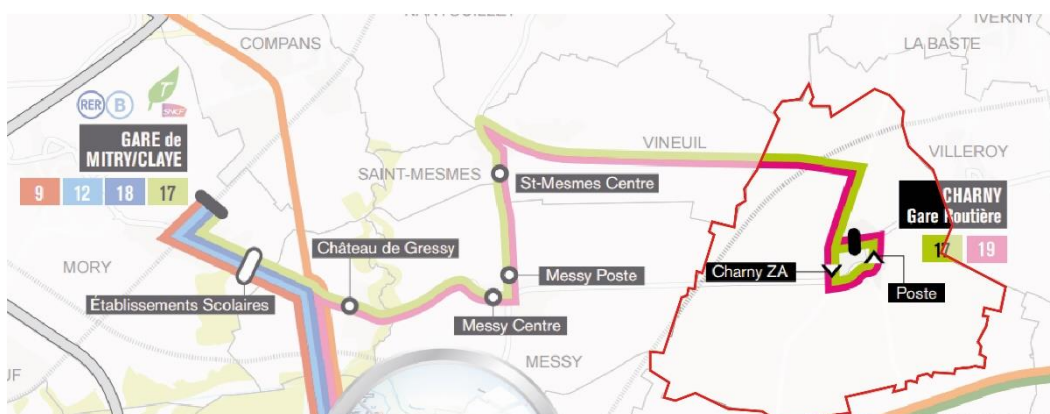 COMPANS
IVERNY
LA BASTE
RER B
T
SNCF
GARE de
MITRY/CLAYE
9 12 18 17
VINEUIL
VILLEROY
SAINT-MESMES
St-Mesmes Centre
CHARNY
Gare Routière
17 19
Château de Gressy
MORY
Messy Poste
Charny ZA
Établissements Scolaires
Poste
Messy Centre
MESSY